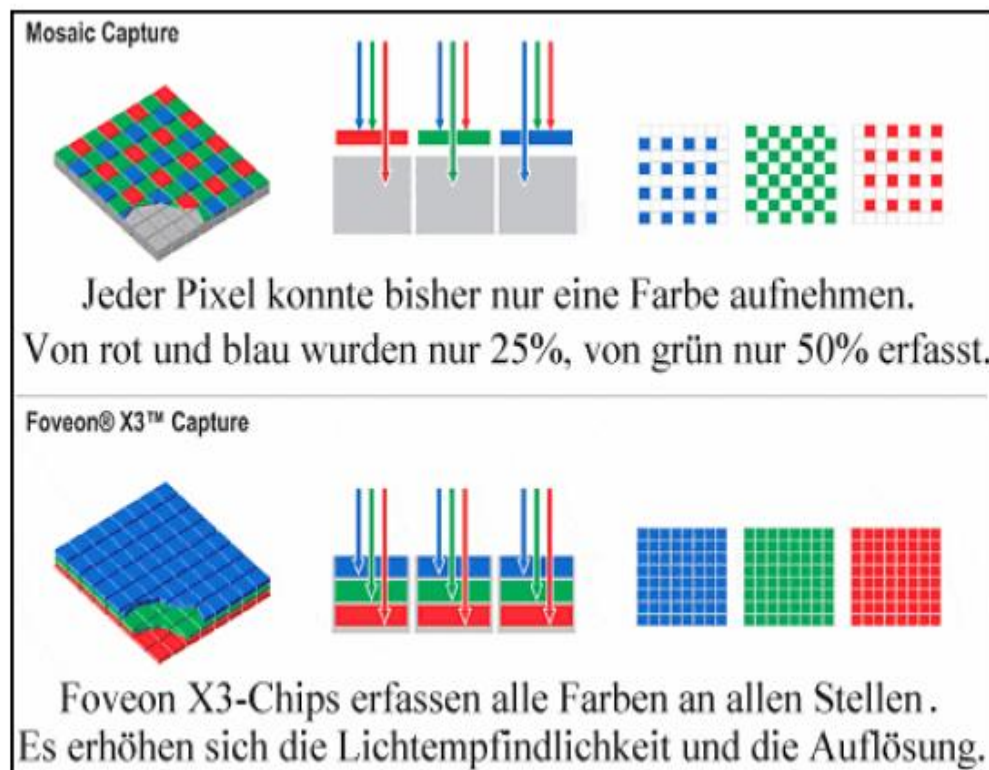 Mosaic Capture
Jeder Pixel konnte bisher nur eine Farbe aufnehmen.
Von rot und blau wurden nur 25%, von grün nur 50% erfasst.
Foveon® X3™ Capture
Foveon X3-Chips erfassen alle Farben an allen Stellen .
Es erhöhen sich die Lichtempfindlichkeit und die Auflösung.